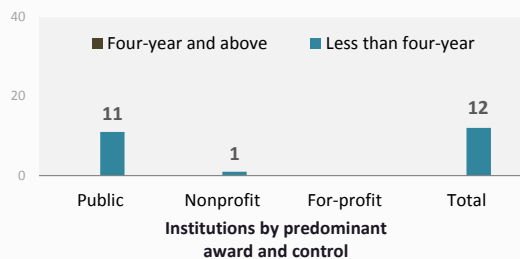 40
Four-year and above Less than four-year
20
11
1
12
0
Public Nonprofit For-profit Total
Institutions by predominant
award and control